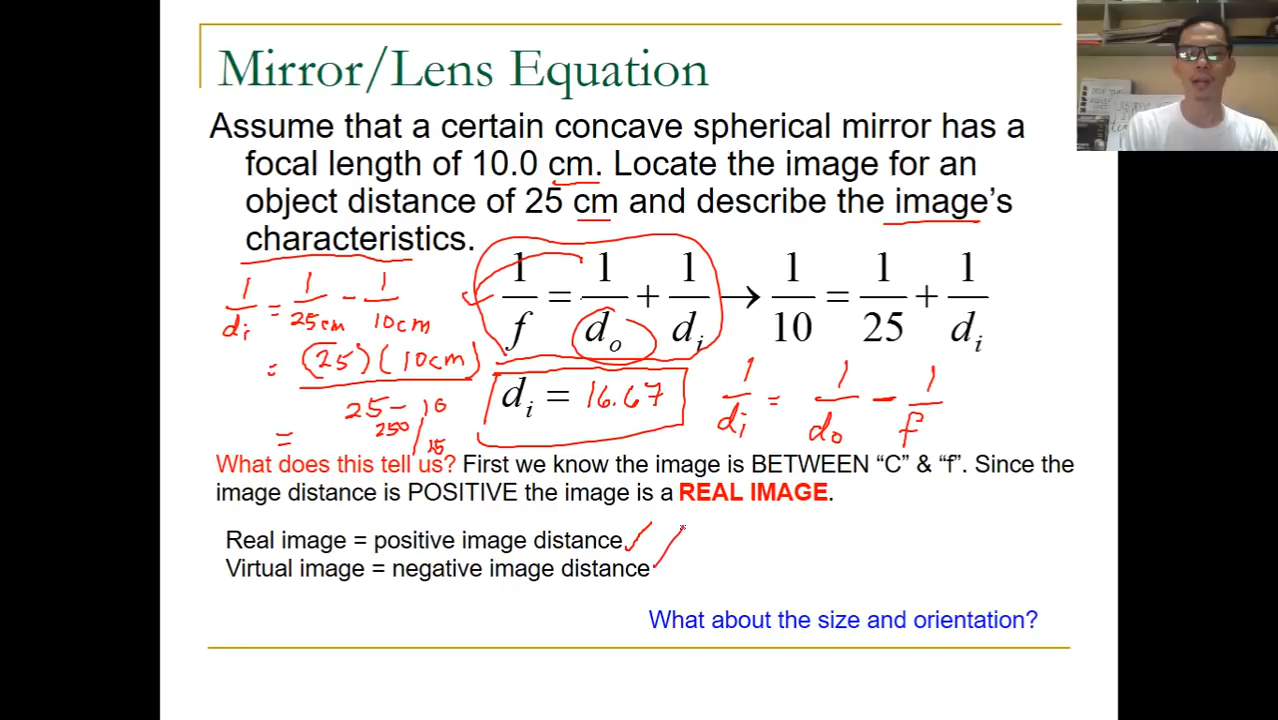 Mirror/Lens Equation
Assume that a certain concave spherical mirror has a
focal length of 10.0 cm. Locate the image for an
object distance of 25 cm and describe the image's
characteristics.
1/f = 1/dₒ + 1/dᵢ → 1/10 = 1/25 + 1/dᵢ
1/di = 1/25cm - 1/10cm
= (25)(10cm)/25-10
= 250/15
dᵢ = 16.67
1/di = 1/do - 1/f
What does this tell us? First we know the image is BETWEEN “C” & “f”. Since the
image distance is POSITIVE the image is a REAL IMAGE.
Real image = positive image distance
Virtual image = negative image distance
What about the size and orientation?